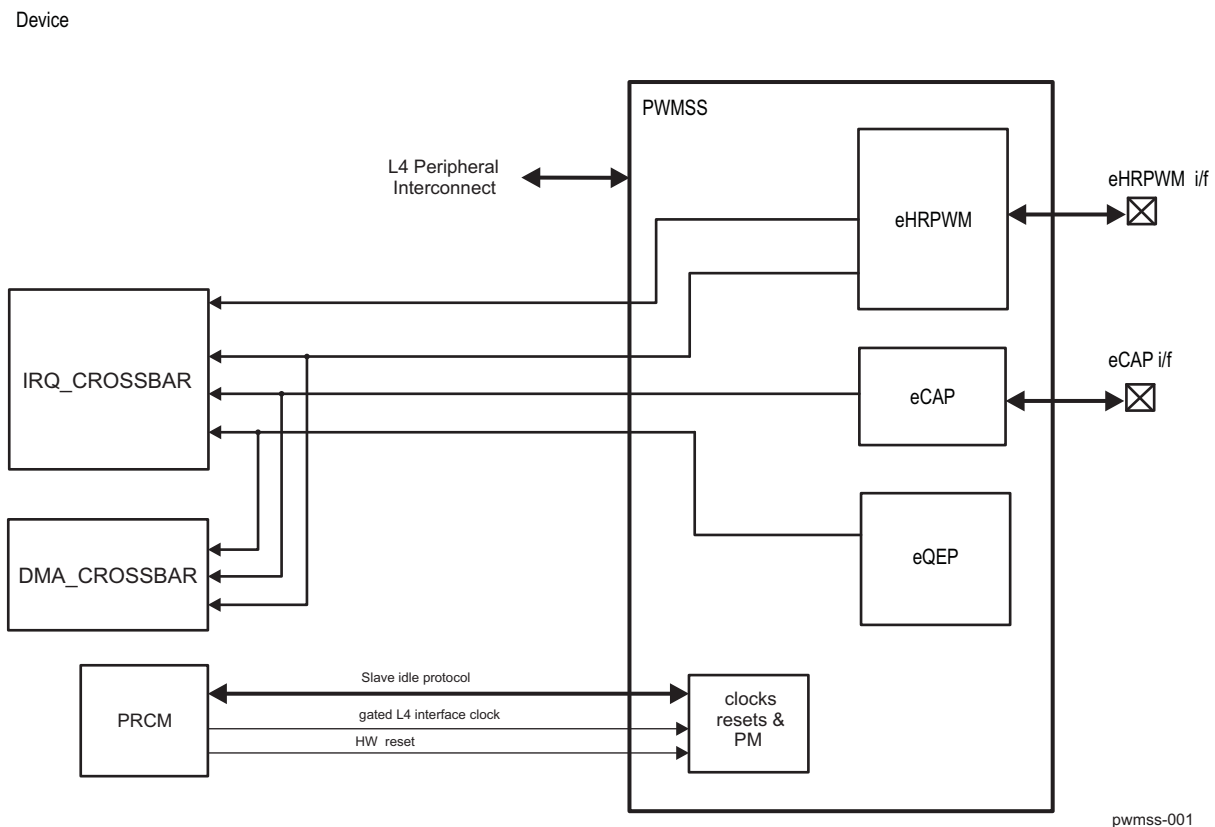 Device
PWMSS
L4 Peripheral
Interconnect
eHRPWM i/f
eHRPWM
IRQ_CROSSBAR
eCAP i/f
eCAP
DMA_CROSSBAR
eQEP
PRCM
Slave idle protocol
gated L4 interface clock
HW reset
clocks
resets &
PM
pwmss-001